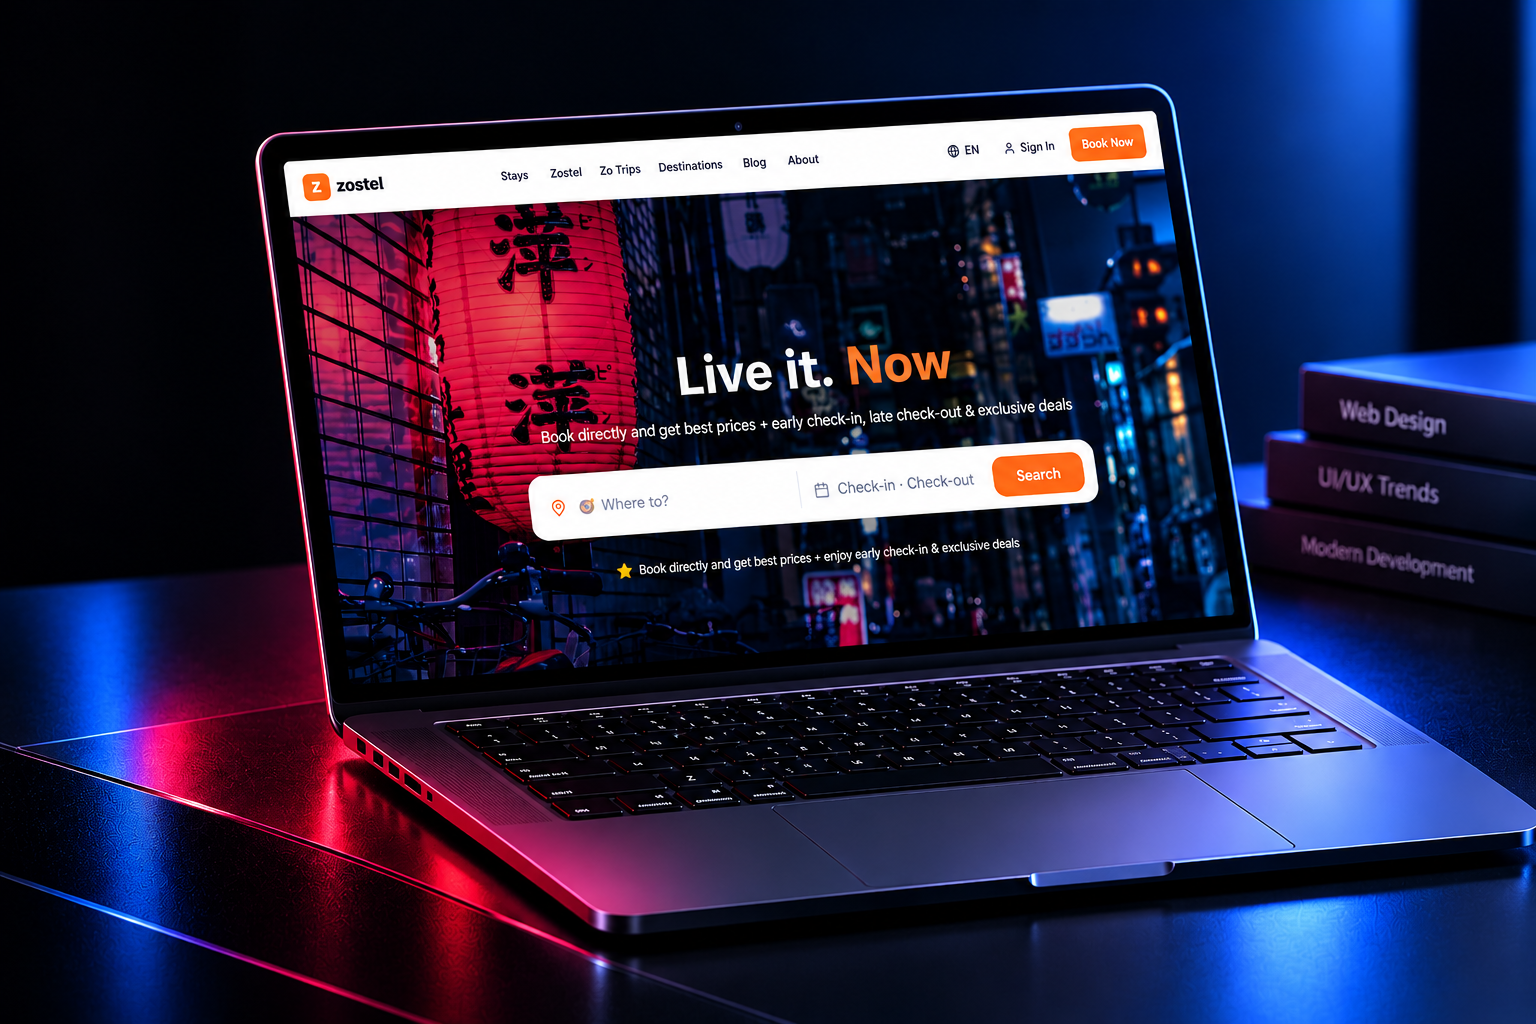 Z zostel
Stays Zostel Zo Trips Destinations Blog About
EN Sign In Book Now
Live it. Now
Book directly and get best prices + early check-in, late check-out & exclusive deals
Where to? Check-in · Check-out Search
Book directly and get best prices + enjoy early check-in & exclusive deals
Web Design
UI/UX Trends
Modern Development